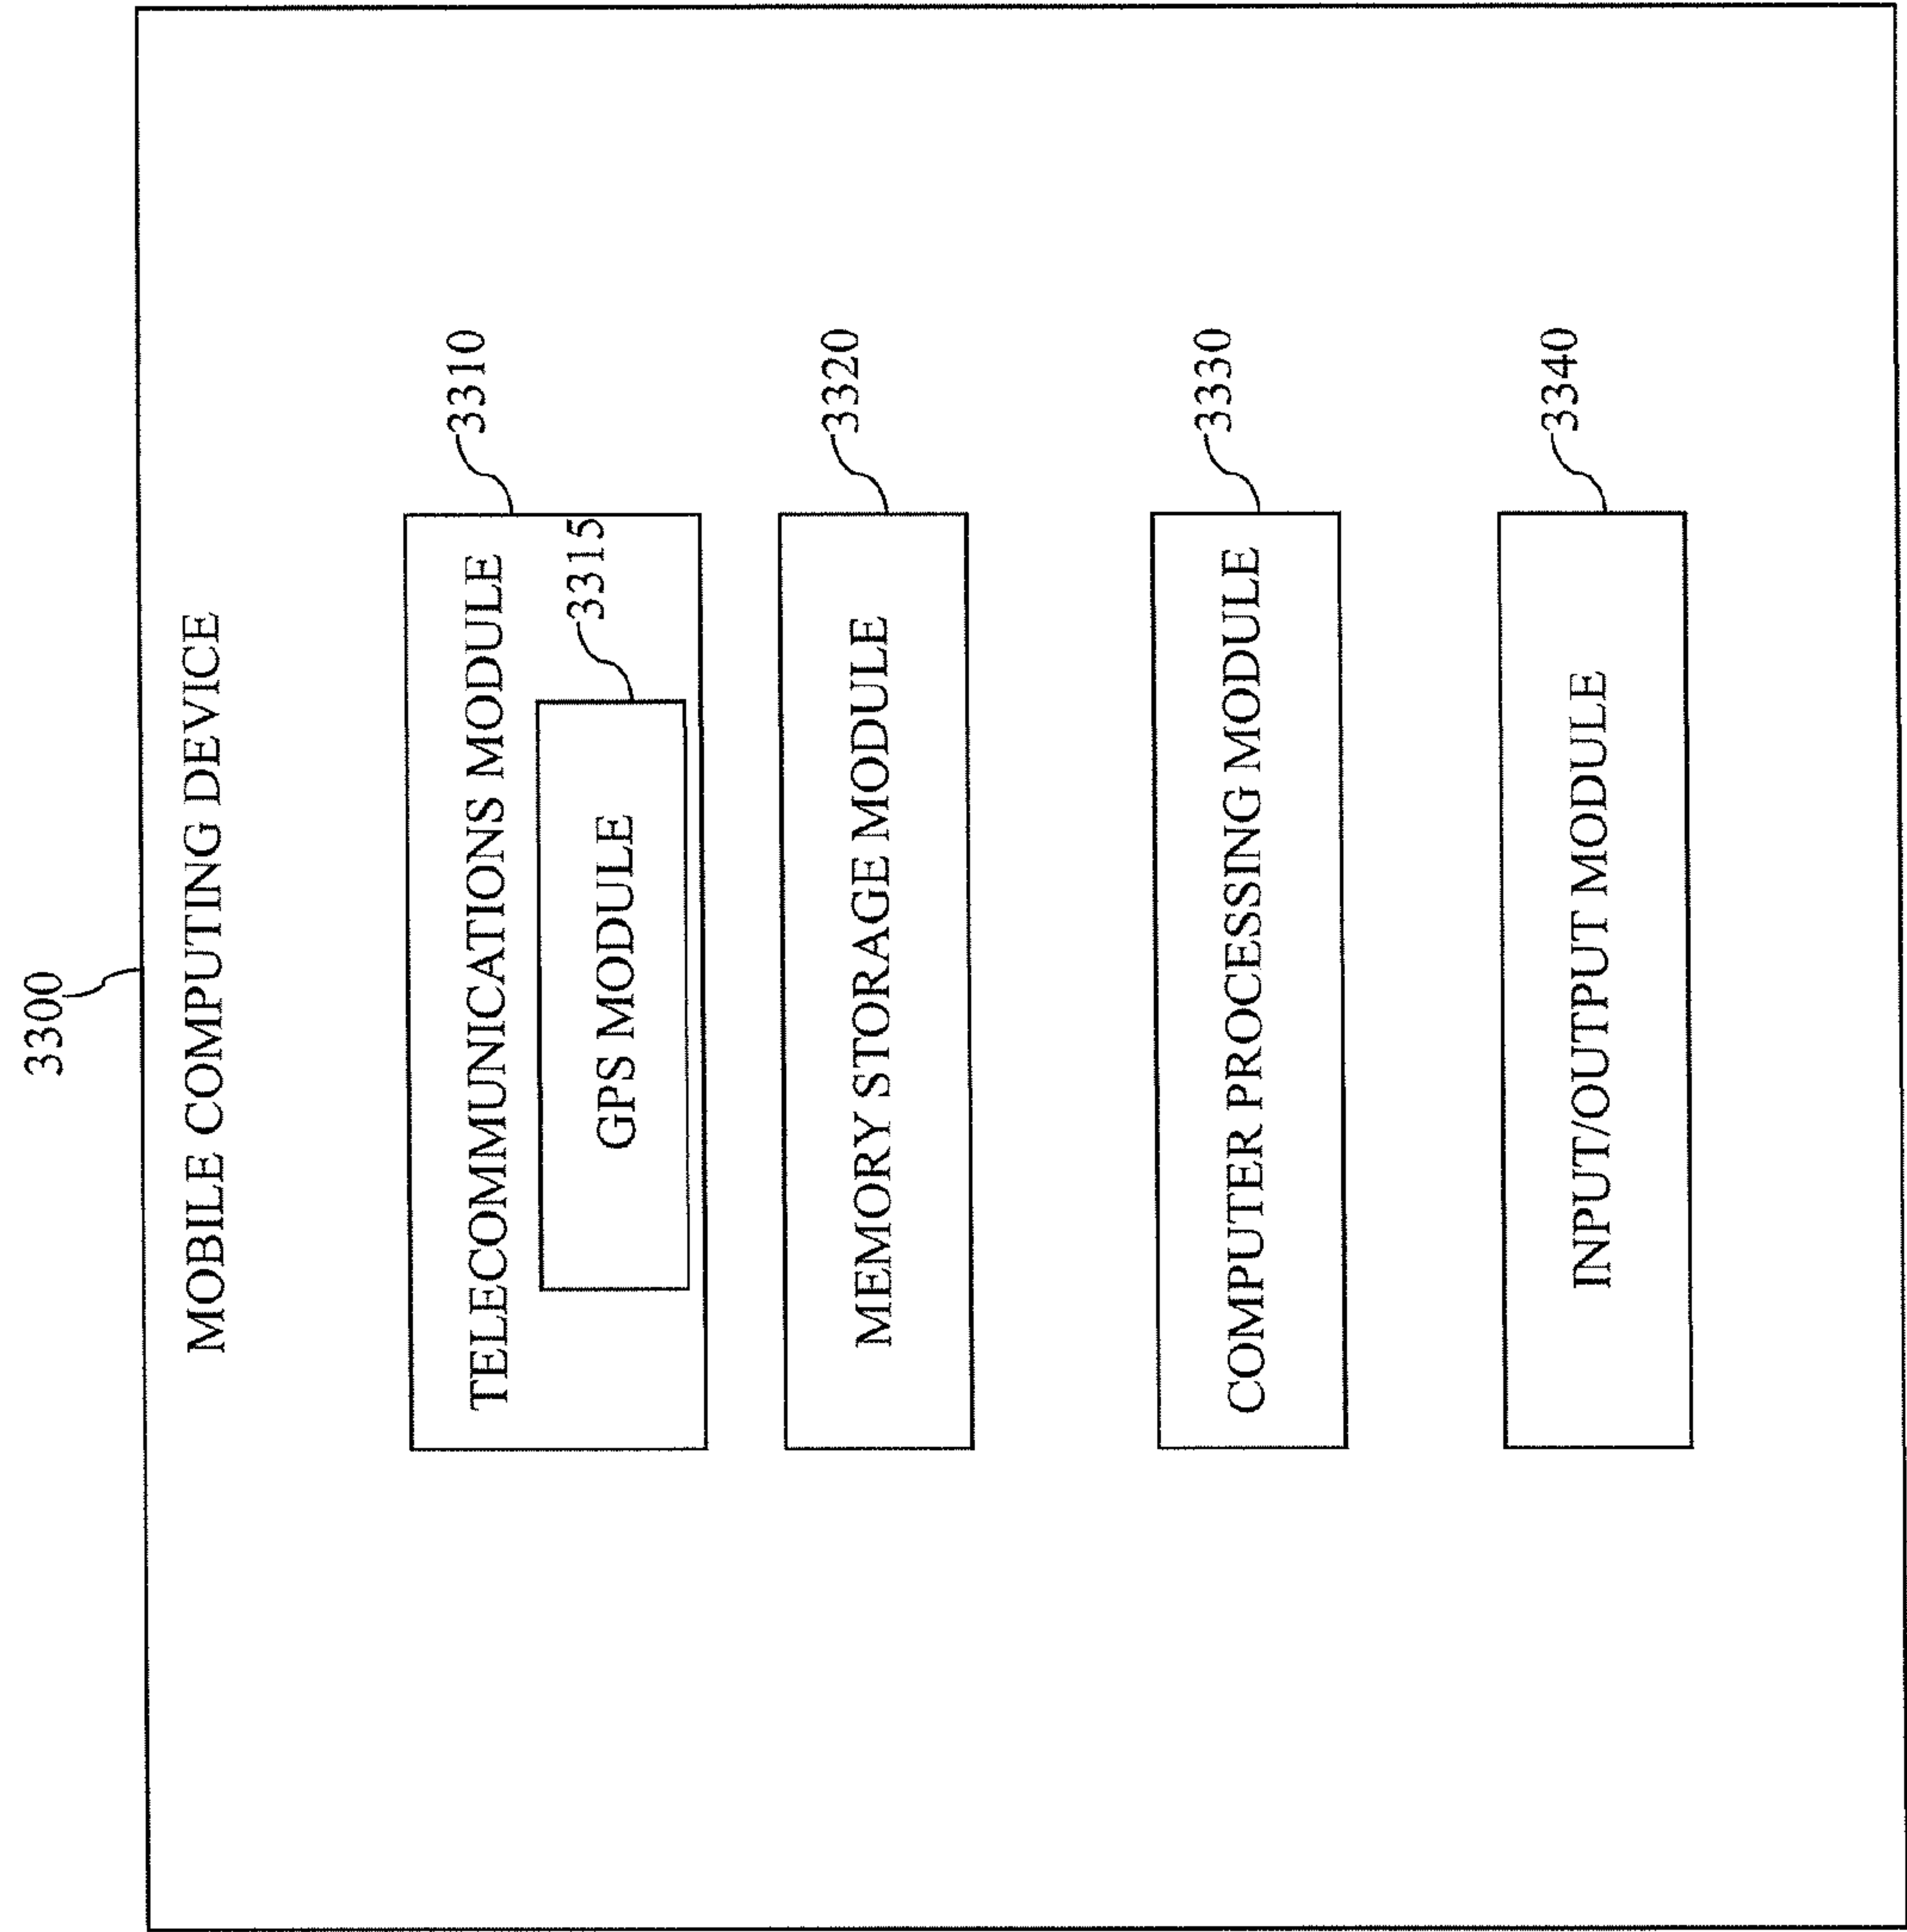 3300
MOBILE COMPUTING DEVICE
3310
TELECOMMUNICATIONS MODULE
3315
GPS MODULE
3320
MEMORY STORAGE MODULE
3330
COMPUTER PROCESSING MODULE
3340
INPUT/OUTPUT MODULE